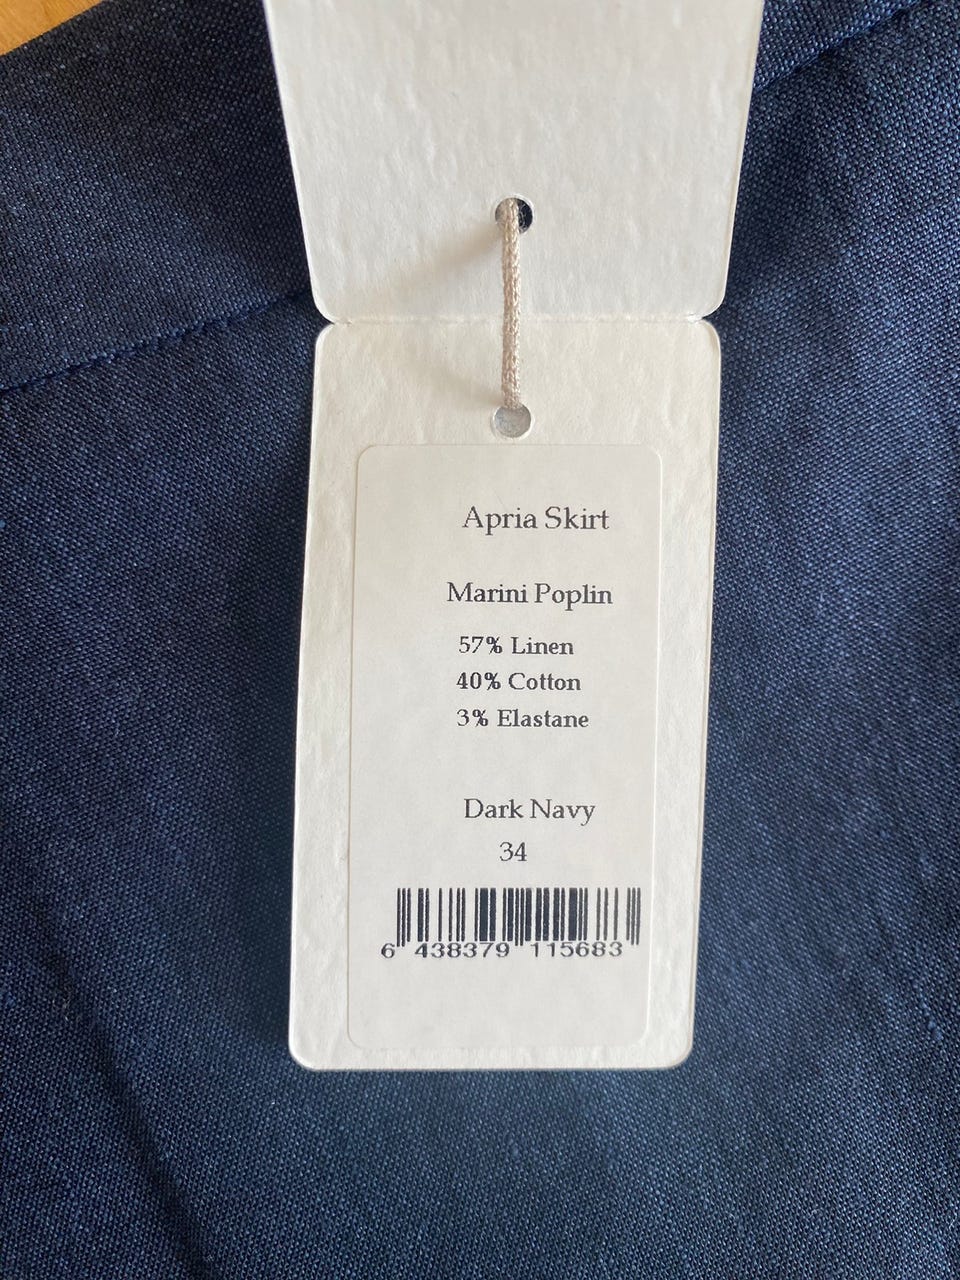 Apria Skirt
Marini Poplin
57% Linen
40% Cotton
3% Elastane
Dark Navy
34
6 438379 115683